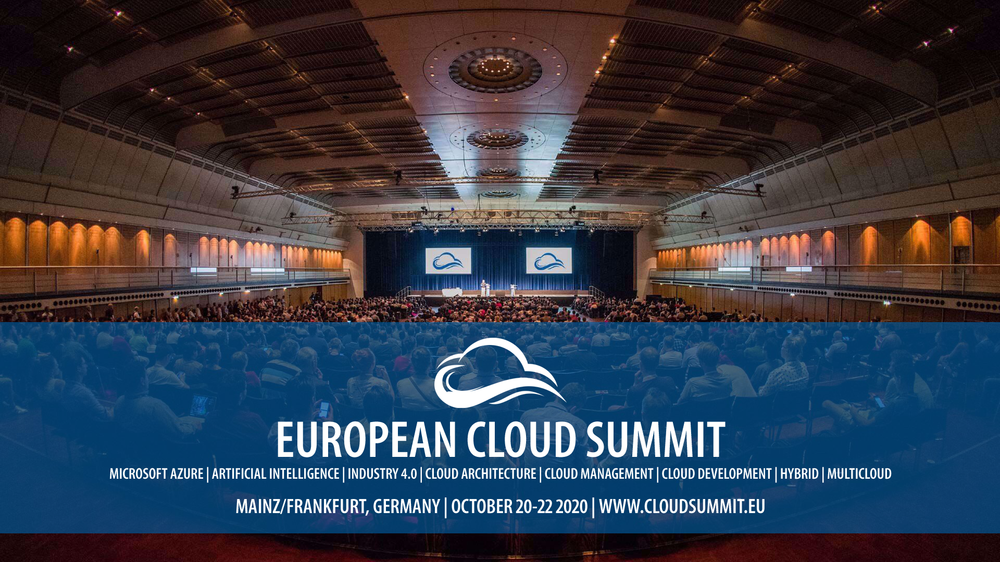 EUROPEAN CLOUD SUMMIT
MICROSOFT AZURE | ARTIFICIAL INTELLIGENCE | INDUSTRY 4.0 | CLOUD ARCHITECTURE | CLOUD MANAGEMENT | CLOUD DEVELOPMENT | HYBRID | MULTICLOUD
MAINZ/FRANKFURT, GERMANY | OCTOBER 20-22 2020 | WWW.CLOUDSUMMIT.EU